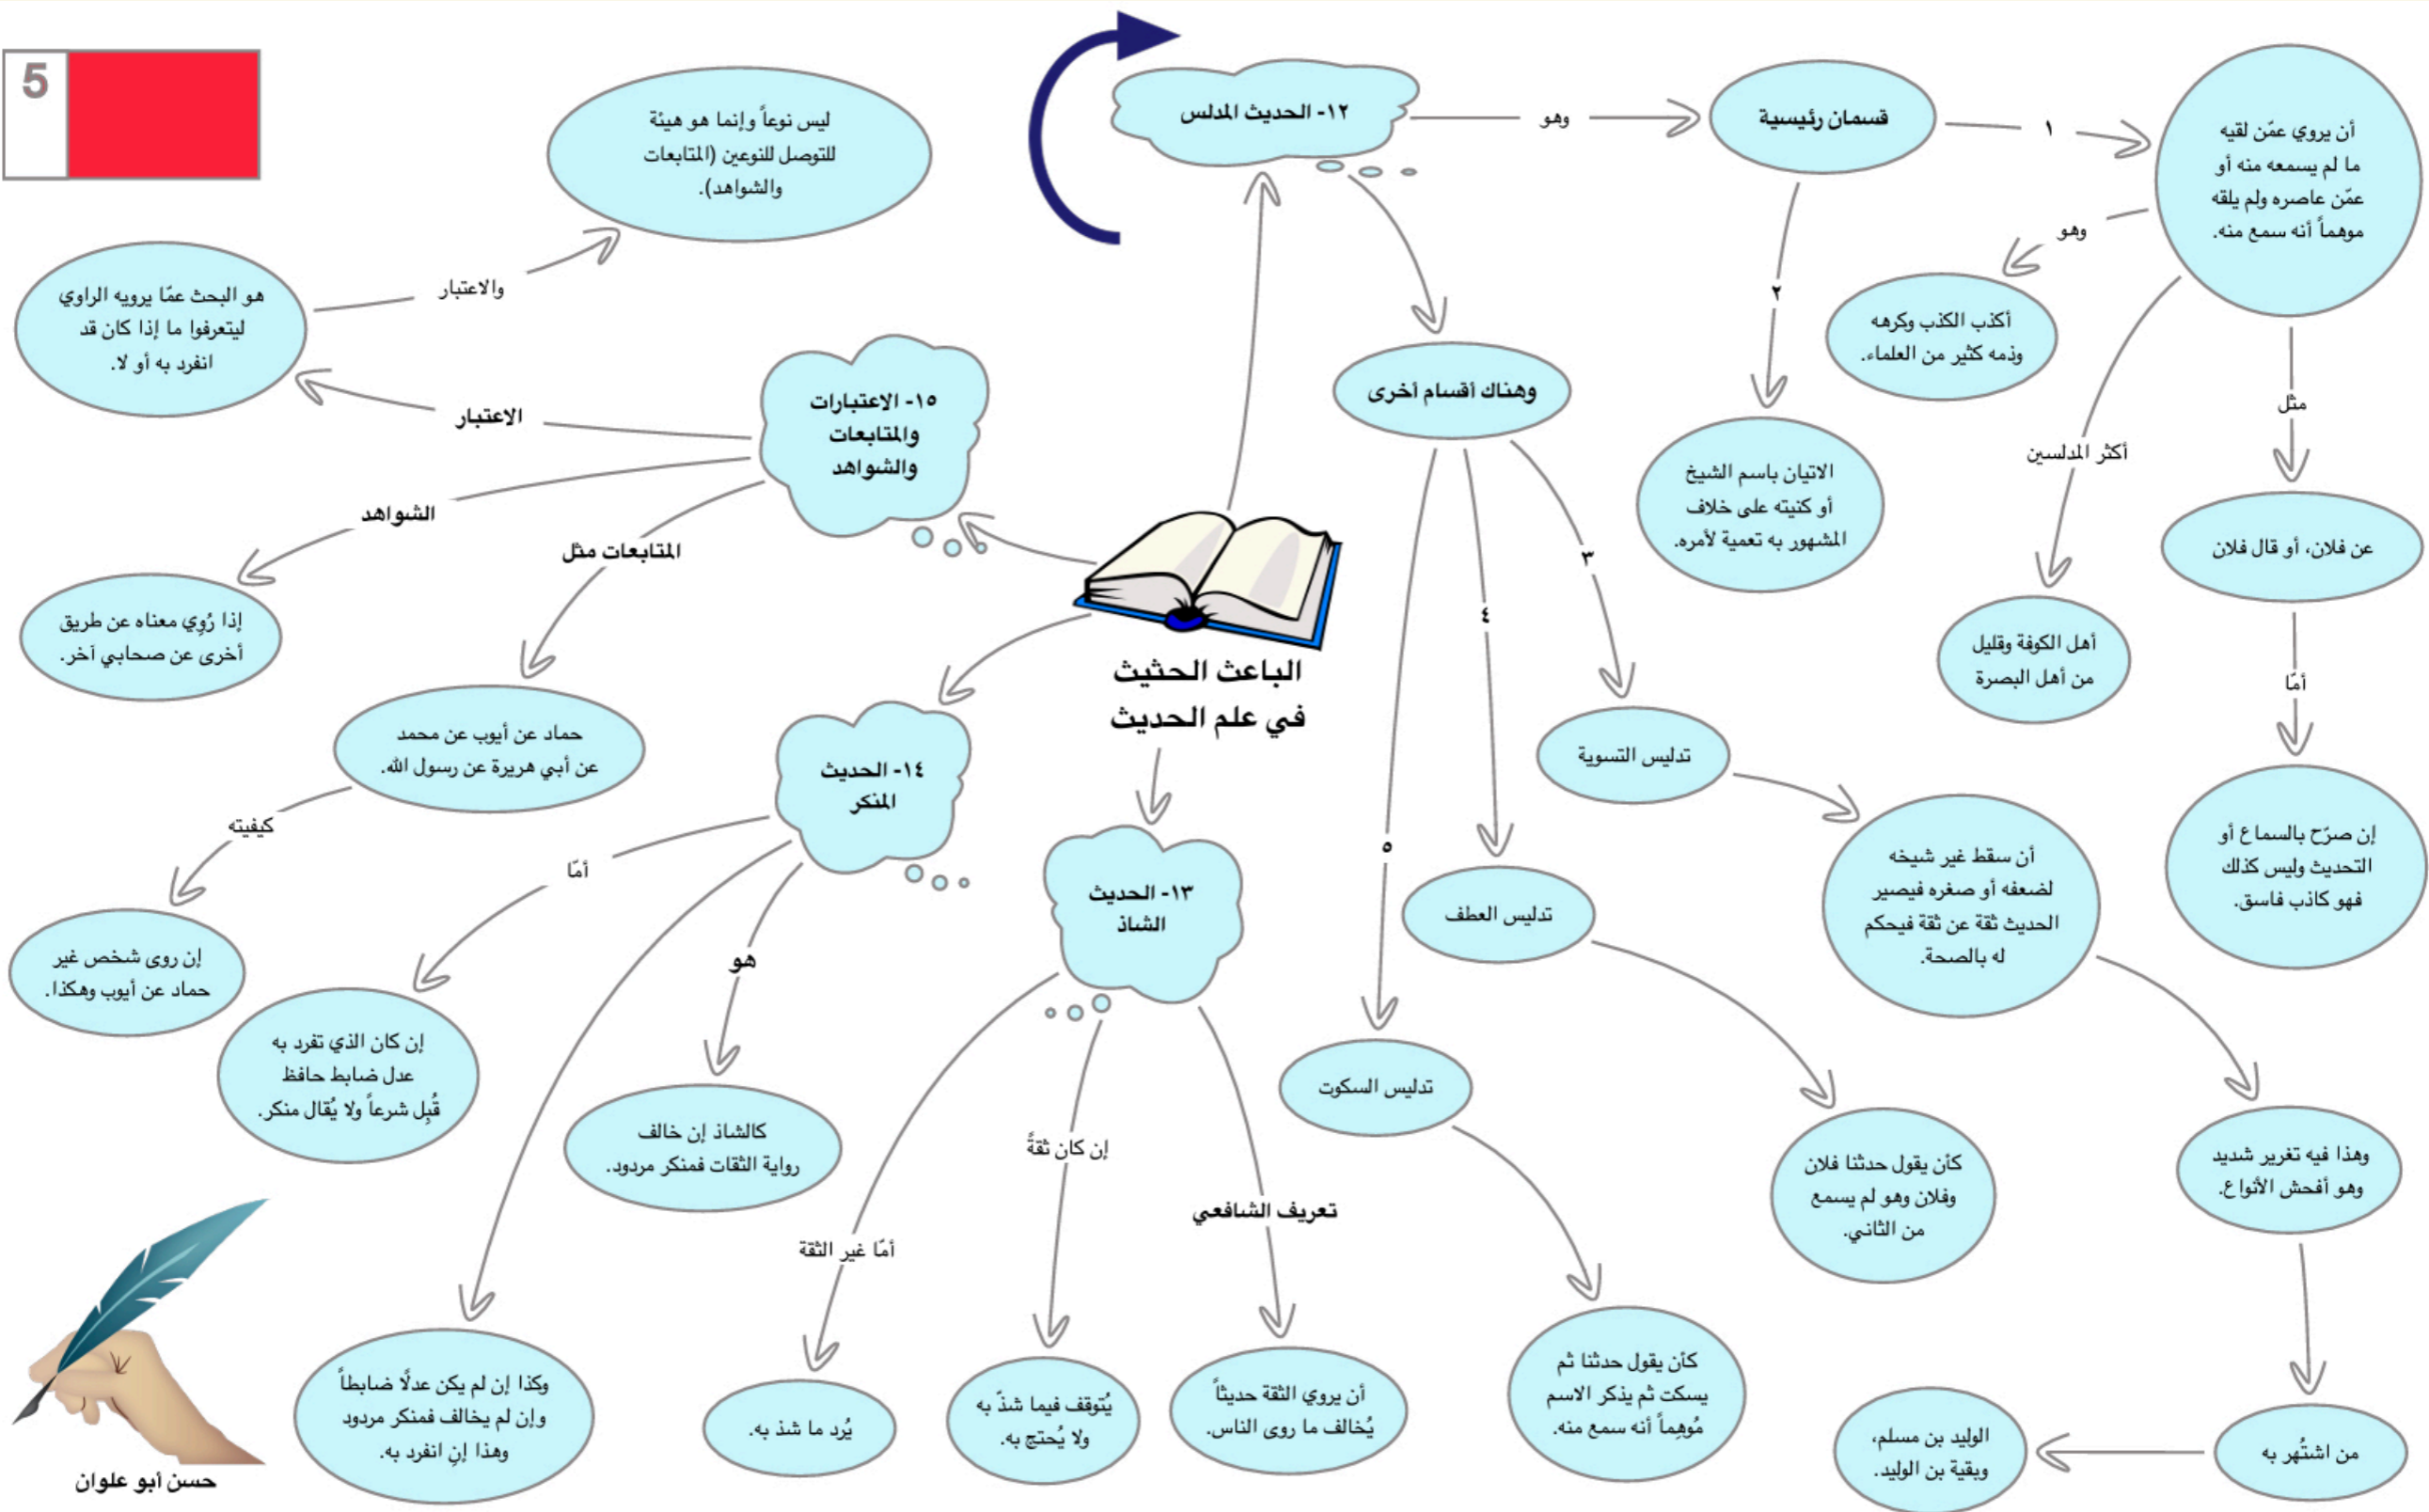 5
١٢- الحديث المدلس
وهو
قسمان رئيسية
١
أن يروي عمّن لقيه
ما لم يسمعه منه أو
عمّن عاصره ولم يلقه
موهماً أنه سمع منه.
وهو
أكذب الكذب وكرهه
وذمه كثير من العلماء.
أكثر المدلسين
أهل الكوفة وقليل
من أهل البصرة
مثل
عن فلان، أو قال فلان
أمّا
إن صرّح بالسماع أو
التحديث وليس كذلك
فهو كاذب فاسق.
٢
الاتيان باسم الشيخ
أو كنيته على خلاف
المشهور به تعمية لأمره.
وهناك أقسام أخرى
٣
تدليس التسوية
أن سقط غير شيخه
لضعفه أو صغره فيصير
الحديث ثقة عن ثقة فيحكم
له بالصحة.
وهذا فيه تغرير شديد
وهو أفحش الأنواع.
من اشتُهر به
الوليد بن مسلم،
وبقية بن الوليد.
٤
تدليس العطف
كأن يقول حدثنا فلان
وفلان وهو لم يسمع
من الثاني.
٥
تدليس السكوت
كأن يقول حدثنا ثم
يسكت ثم يذكر الاسم
مُوهِماً أنه سمع منه.
الباعث الحثيث
في علم الحديث
١٣- الحديث
الشاذ
تعريف الشافعي
أن يروي الثقة حديثاً
يُخالف ما روى الناس.
إن كان ثقةً
يُتوقف فيما شذّ به
ولا يُحتج به.
أمّا غير الثقة
يُرد ما شذ به.
١٤- الحديث
المنكر
هو
كالشاذ إن خالف
رواية الثقات فمنكر مردود.
وكذا إن لم يكن عدلًا ضابطاً
وإن لم يخالف فمنكر مردود
وهذا إنِ انفرد به.
أمّا
إن كان الذي تفرد به
عدل ضابط حافظ
قُبِل شرعاً ولا يُقال منكر.
١٥- الاعتبارات
والمتابعات
والشواهد
الاعتبار
هو البحث عمّا يرويه الراوي
ليتعرفوا ما إذا كان قد
انفرد به أو لا.
والاعتبار
ليس نوعاً وإنما هو هيئة
للتوصل للنوعين (المتابعات
والشواهد).
الشواهد
إذا رُوِي معناه عن طريق
أخرى عن صحابي آخر.
المتابعات مثل
حماد عن أيوب عن محمد
عن أبي هريرة عن رسول الله.
كيفيته
إن روى شخص غير
حماد عن أيوب وهكذا.
حسن أبو علوان